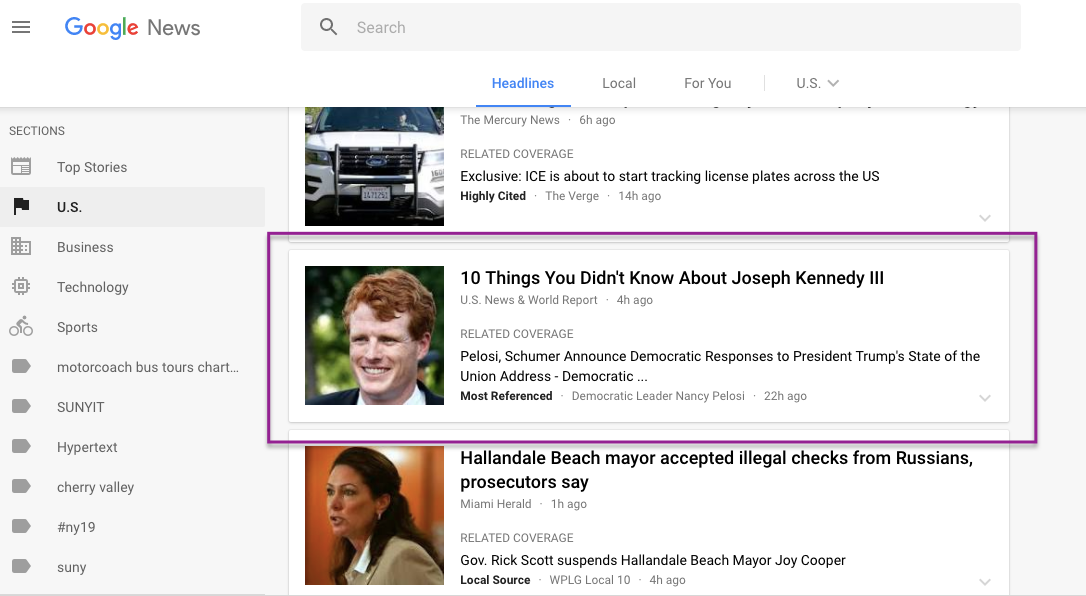 Google News
Search
Headlines
Local
For You
U.S.
SECTIONS
Top Stories
U.S.
Business
Technology
Sports
motorcoach bus tours chart...
SUNYIT
Hypertext
cherry valley
#ny19
suny
The Mercury News · 6h ago
RELATED COVERAGE
Exclusive: ICE is about to start tracking license plates across the US
Highly Cited · The Verge · 14h ago
10 Things You Didn't Know About Joseph Kennedy III
U.S. News & World Report · 4h ago
RELATED COVERAGE
Pelosi, Schumer Announce Democratic Responses to President Trump's State of the
Union Address - Democratic ...
Most Referenced · Democratic Leader Nancy Pelosi · 22h ago
Hallandale Beach mayor accepted illegal checks from Russians,
prosecutors say
Miami Herald · 1h ago
RELATED COVERAGE
Gov. Rick Scott suspends Hallandale Beach Mayor Joy Cooper
Local Source · WPLG Local 10 · 4h ago